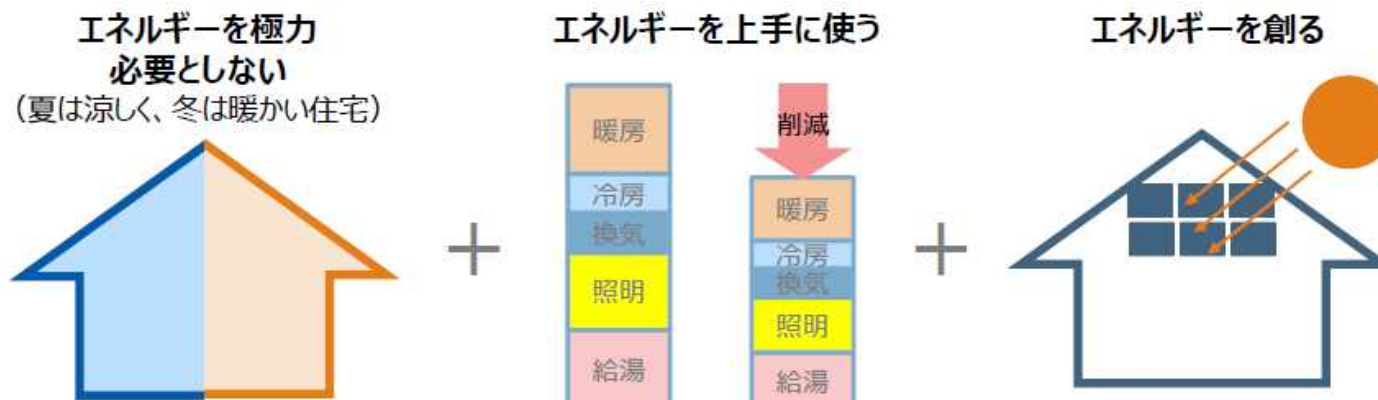 エネルギーを極力
必要としない
（夏は涼しく、冬は暖かい住宅）
エネルギーを上手に使う
暖房
冷房
換気
照明
給湯
削減
暖房
冷房
換気
照明
給湯
エネルギーを創る